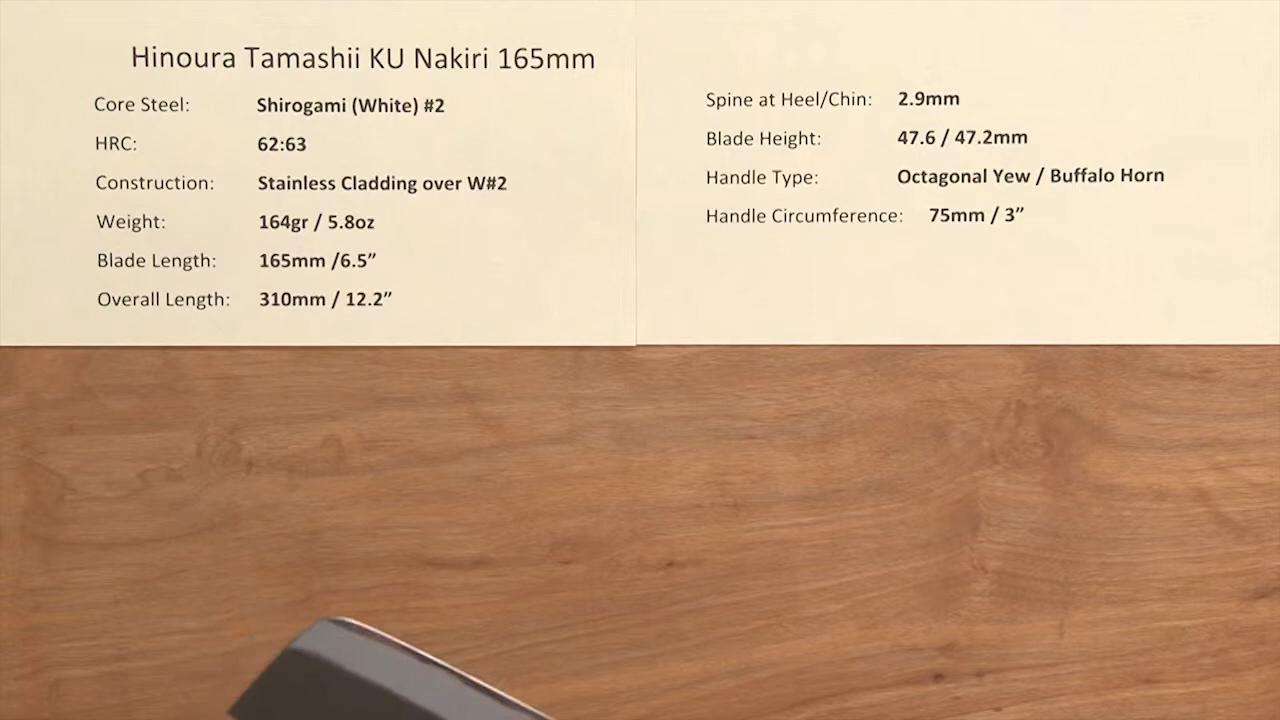 Hinoura Tamashii KU Nakiri 165mm
Core Steel: Shirogami (White) #2
HRC: 62:63
Construction: Stainless Cladding over W#2
Weight: 164gr / 5.8oz
Blade Length: 165mm /6.5”
Overall Length: 310mm / 12.2”
Spine at Heel/Chin: 2.9mm
Blade Height: 47.6 / 47.2mm
Handle Type: Octagonal Yew / Buffalo Horn
Handle Circumference: 75mm / 3”